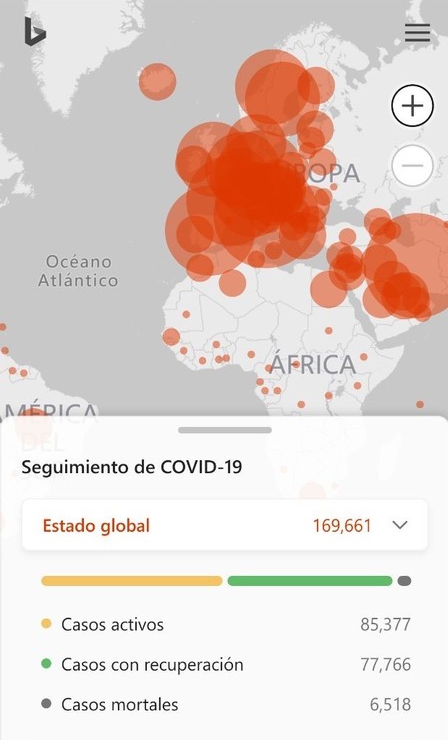 EUROPA
Océano
Atlántico
ÁFRICA
AMÉRICA
DEL
Seguimiento de COVID-19
Estado global 169,661
Casos activos 85,377
Casos con recuperación 77,766
Casos mortales 6,518